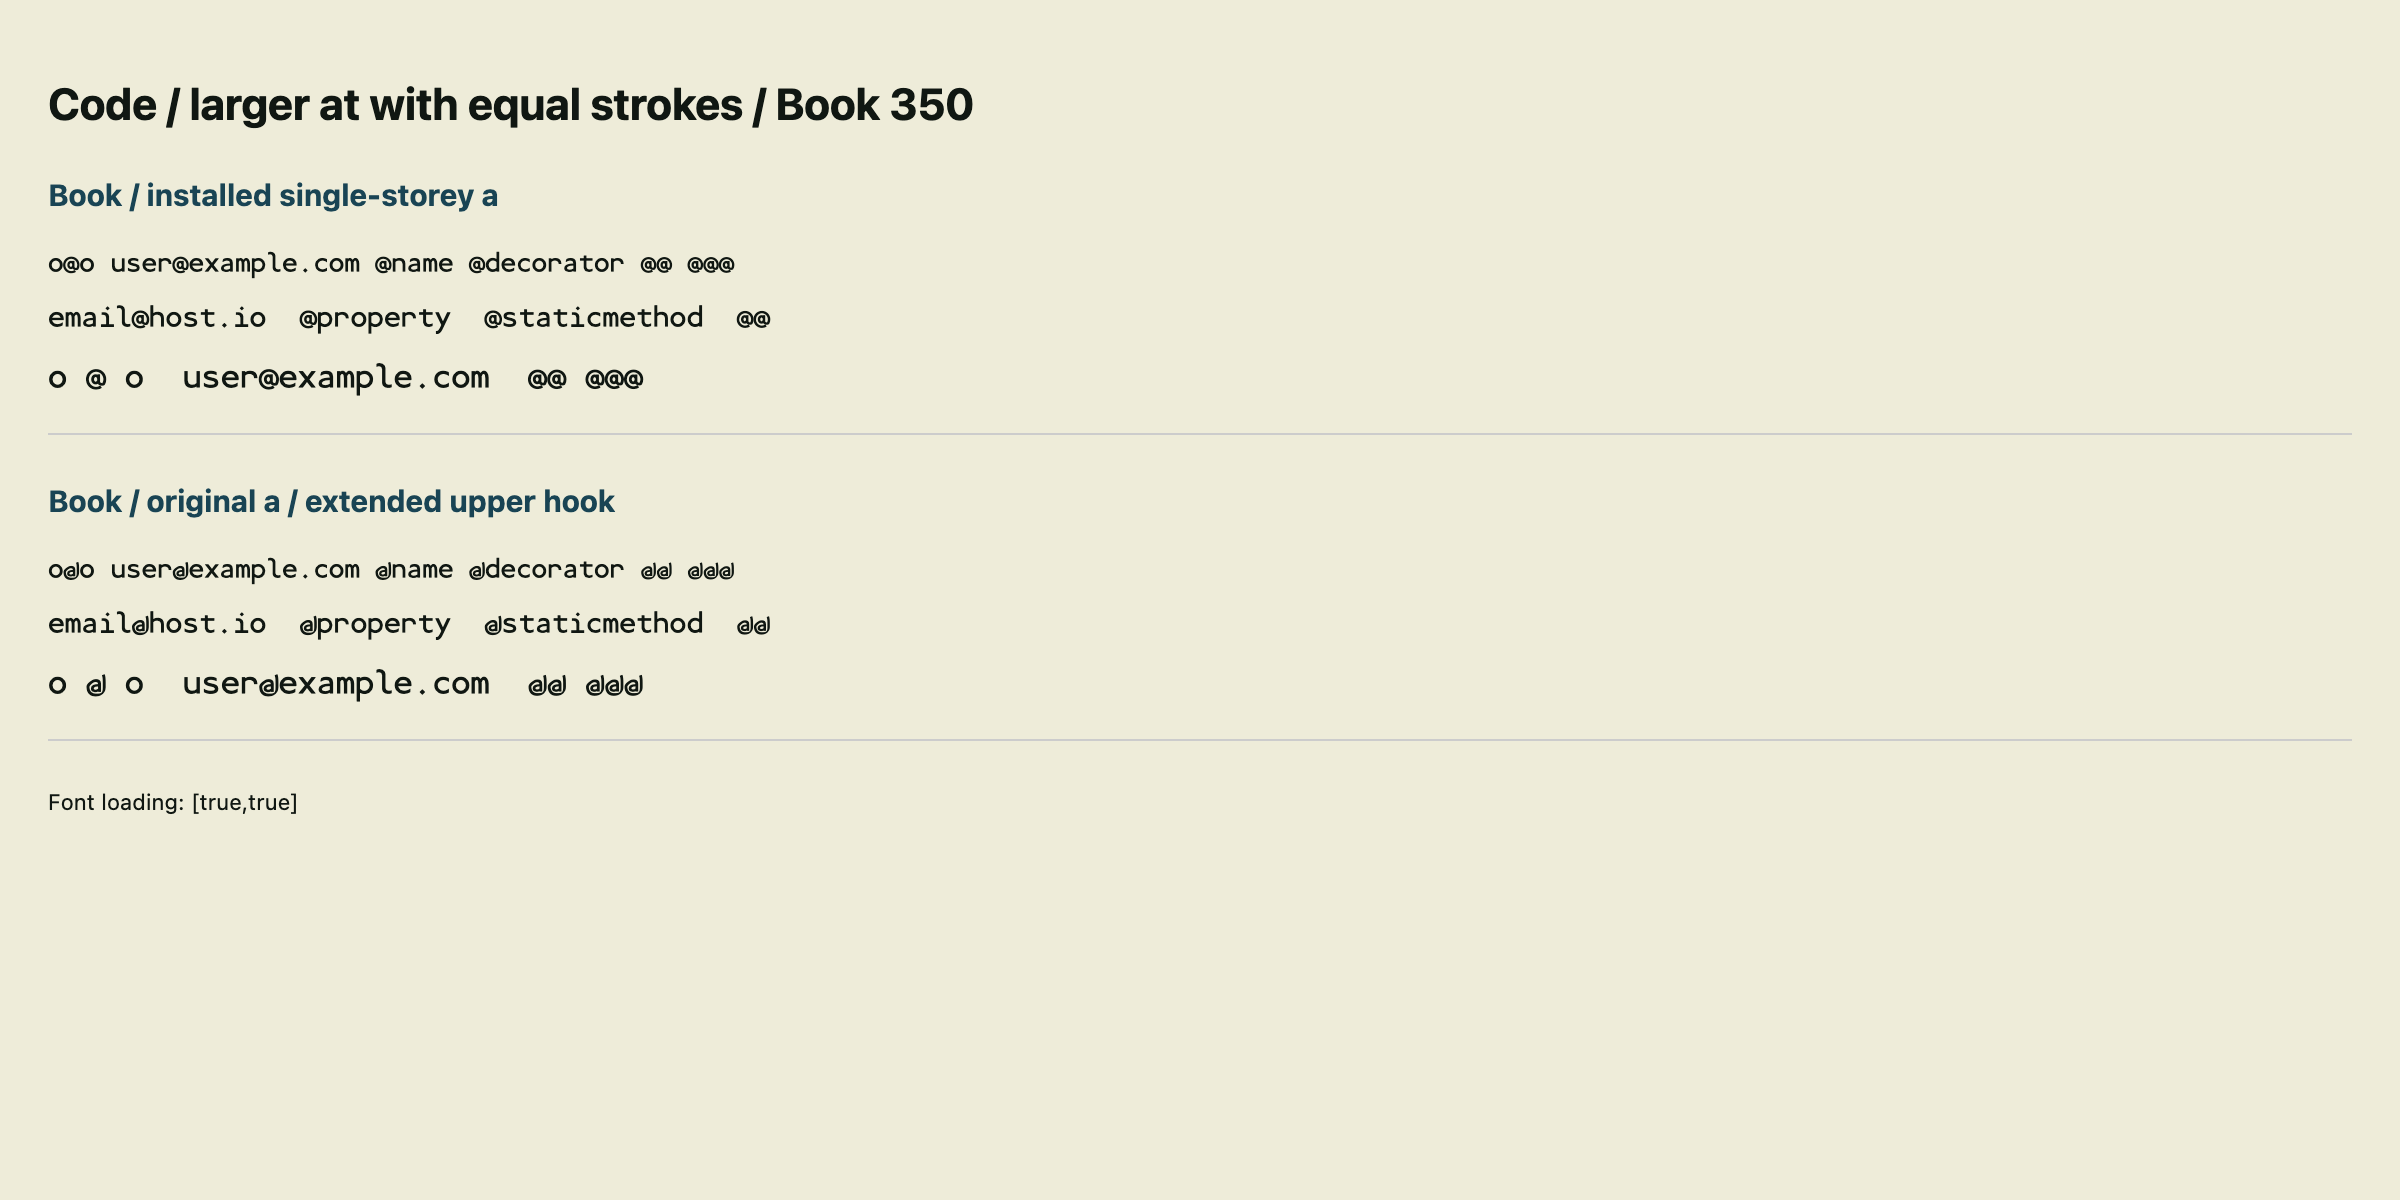 Code / larger at with equal strokes / Book 350
Book / installed single-storey a
o@o user@example.com @name @decorator @@ @@@
email@host.io  @property  @staticmethod  @@
o @ o  user@example.com  @@ @@@
Book / original a / extended upper hook
o@o user@example.com @name @decorator @@ @@@
email@host.io  @property  @staticmethod  @@
o @ o  user@example.com  @@ @@@
Font loading: [true,true]